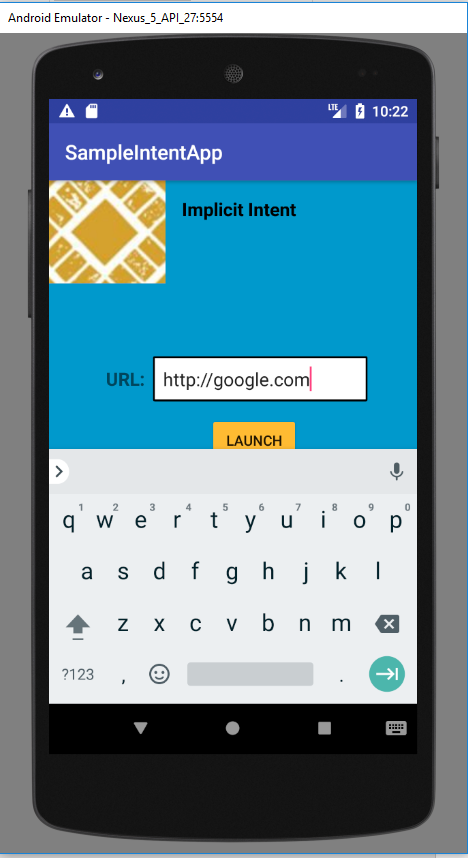 Android Emulator - Nexus_5_API_27:5554
LTE 10:22
SampleIntentApp
Implicit Intent
URL: http://google.com
LAUNCH
1 2 3 4 5 6 7 8 9 0
q w e r t y u i o p
a s d f g h j k l
z x c v b n m
?123 , .